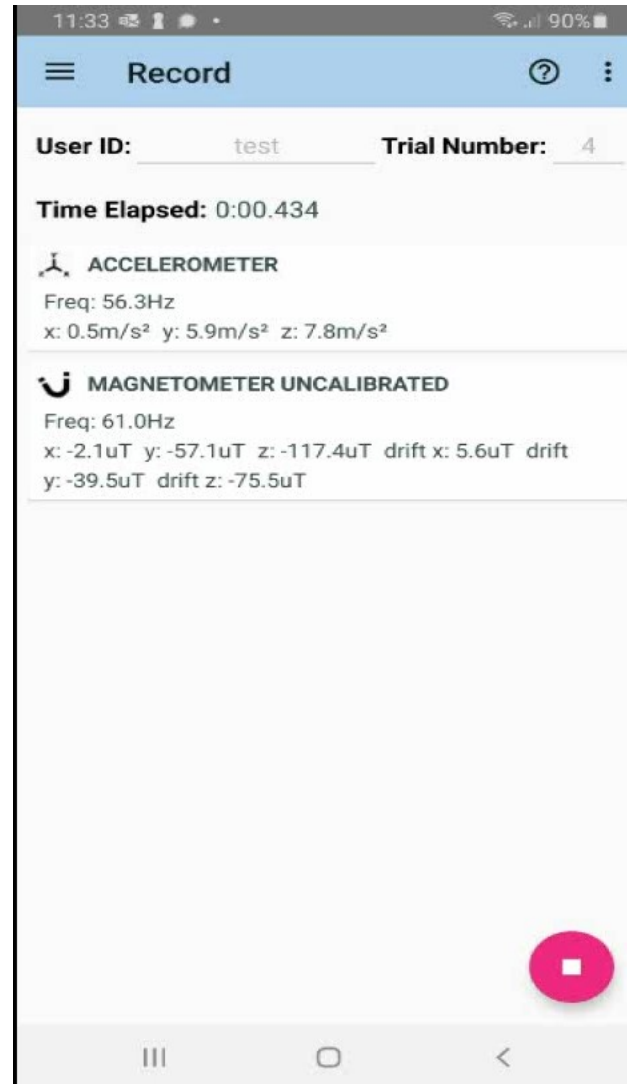 11:33 90%
Record
User ID: test Trial Number: 4
Time Elapsed: 0:00.434
ACCELEROMETER
Freq: 56.3Hz
x: 0.5m/s² y: 5.9m/s² z: 7.8m/s²
MAGNETOMETER UNCALIBRATED
Freq: 61.0Hz
x: -2.1uT y: -57.1uT z: -117.4uT drift x: 5.6uT drift
y: -39.5uT drift z: -75.5uT